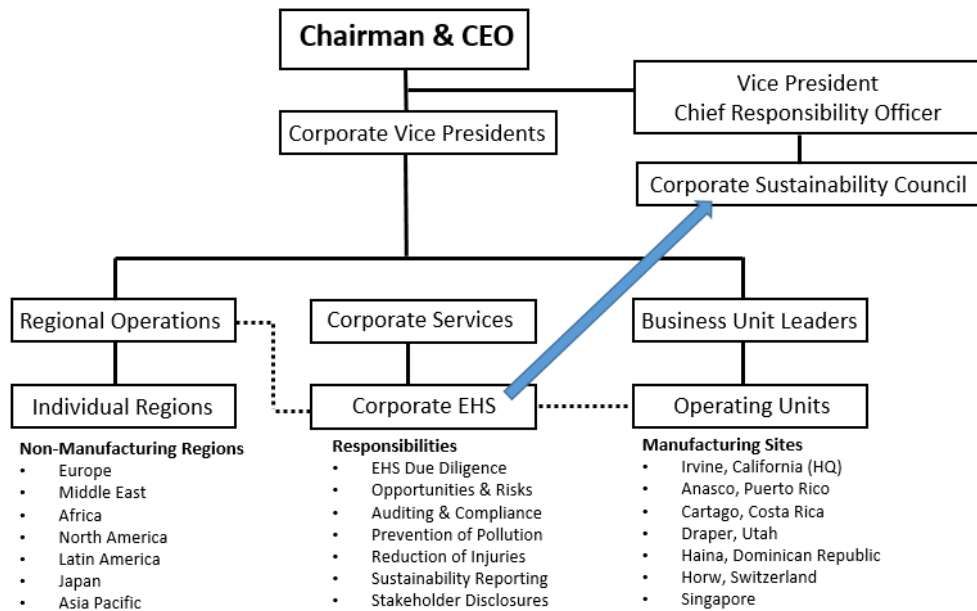 Chairman & CEO
Vice President
Chief Responsibility Officer
Corporate Vice Presidents
Corporate Sustainability Council
Regional Operations
Corporate Services
Business Unit Leaders
Individual Regions
Corporate EHS
Operating Units
Non-Manufacturing Regions
• Europe
• Middle East
• Africa
• North America
• Latin America
• Japan
• Asia Pacific
Responsibilities
• EHS Due Diligence
• Opportunities & Risks
• Auditing & Compliance
• Prevention of Pollution
• Reduction of Injuries
• Sustainability Reporting
• Stakeholder Disclosures
Manufacturing Sites
• Irvine, California (HQ)
• Anasco, Puerto Rico
• Cartago, Costa Rica
• Draper, Utah
• Haina, Dominican Republic
• Horw, Switzerland
• Singapore